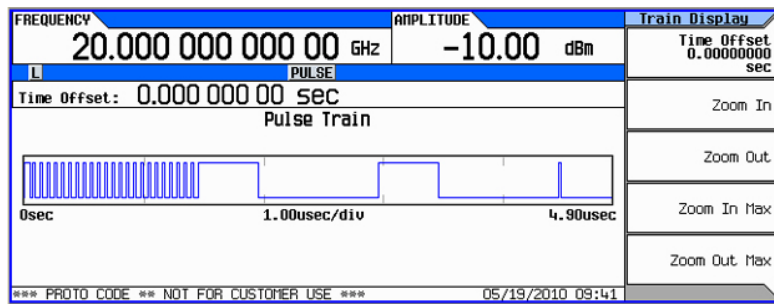 FREQUENCY
20.000 000 000 00 GHz
AMPLITUDE
-10.00 dBm
L
PULSE
Time Offset: 0.000 000 00 sec
Pulse Train
0sec
1.00usec/div
4.90usec
*** PROTO CODE ** NOT FOR CUSTOMER USE ***
05/19/2010 09:41
Train Display
Time Offset
0.00000000
sec
Zoom In
Zoom Out
Zoom In Max
Zoom Out Max